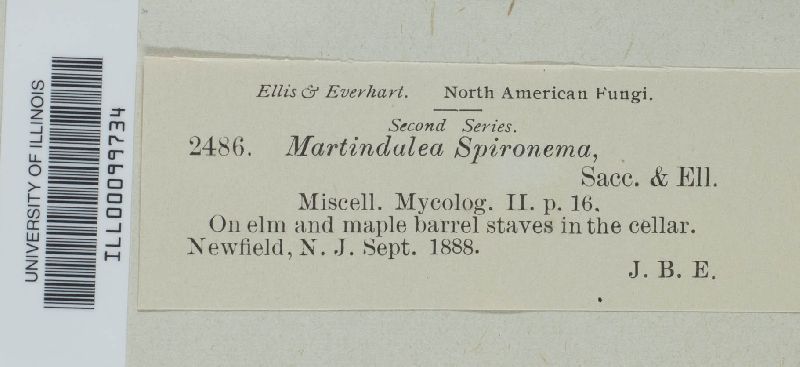 UNIVERSITY OF ILLINOIS
ILL00099734
Ellis & Everhart. North American Fungi.
Second Series.
2486. Martindalea Spironema,
Sacc. & Ell.
Miscell. Mycolog. II. p. 16.
On elm and maple barrel staves in the cellar.
Newfield, N. J. Sept. 1888.
J. B. E.